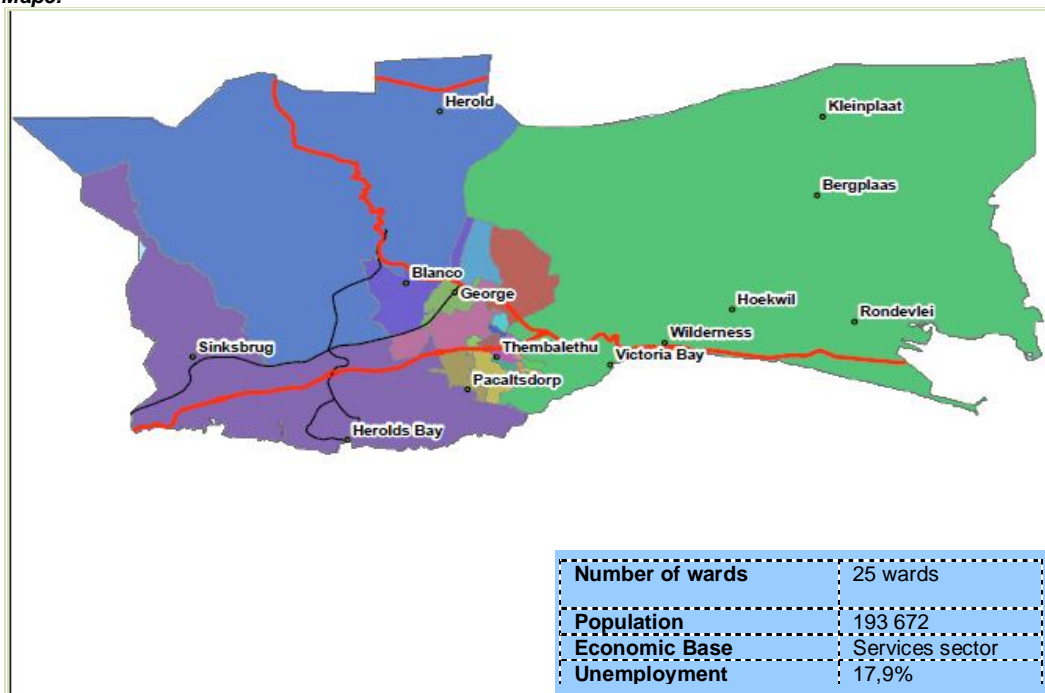 Maps:
Herold
Kleinplaat
Bergplaas
Blanco
George
Hoekwil
Rondevlei
Wilderness
Sinksbrug
Thembalethu
Victoria Bay
Pacaltsdorp
Herolds Bay
Number of wards 25 wards
Population 193 672
Economic Base Services sector
Unemployment 17,9%